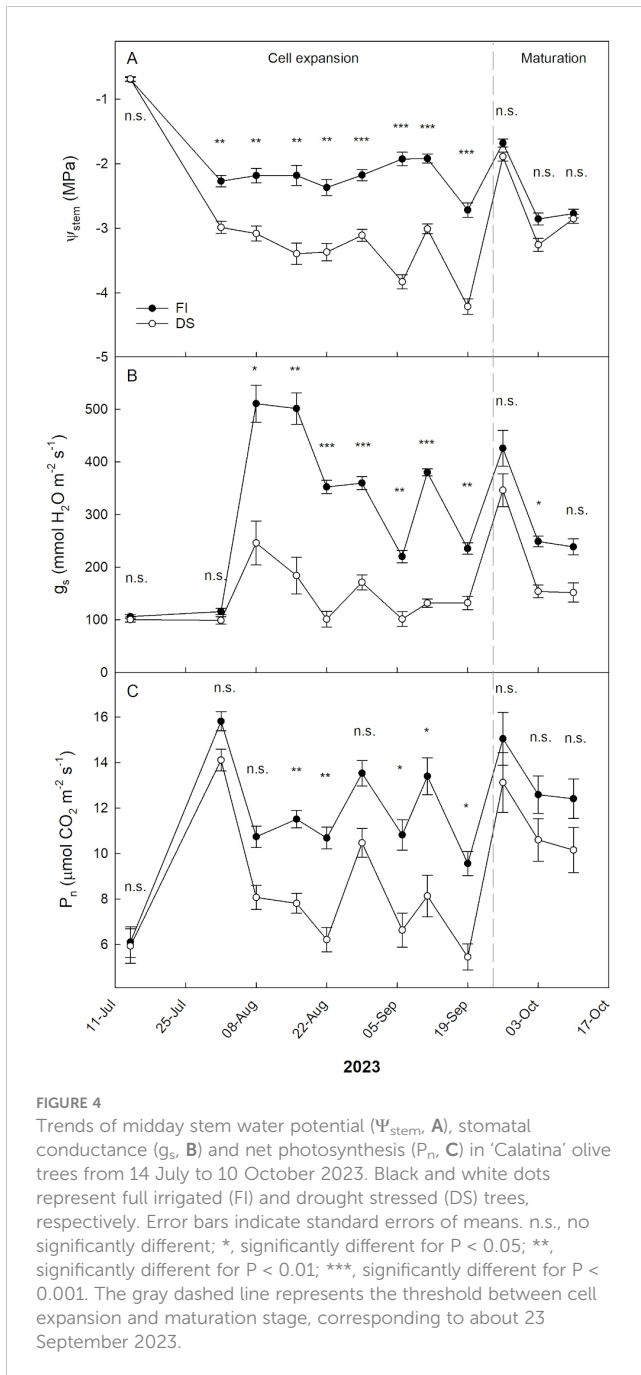 A
Cell expansion
Maturation
n.s.
**
**
**
**
***
***
***
***
n.s.
n.s.
n.s.
-1
-2
-3
-4
-5
Ψstem (MPa)
FI
DS
B
n.s.
n.s.
*
**
***
***
**
***
**
n.s.
*
n.s.
500
400
300
200
100
0
gs (mmol H2O m-2 s-1)
C
n.s.
n.s.
n.s.
**
**
n.s.
*
*
*
n.s.
n.s.
n.s.
16
14
12
10
8
6
Pn (μmol CO2 m-2 s-1)
11-Jul
25-Jul
08-Aug
22-Aug
05-Sep
19-Sep
03-Oct
17-Oct
2023
FIGURE 4
Trends of midday stem water potential (Ψstem, A), stomatal
conductance (gs, B) and net photosynthesis (Pn, C) in ‘Calatina’ olive
trees from 14 July to 10 October 2023. Black and white dots
represent full irrigated (FI) and drought stressed (DS) trees,
respectively. Error bars indicate standard errors of means. n.s., no
significantly different; *, significantly different for P < 0.05; **,
significantly different for P < 0.01; ***, significantly different for P <
0.001. The gray dashed line represents the threshold between cell
expansion and maturation stage, corresponding to about 23
September 2023.